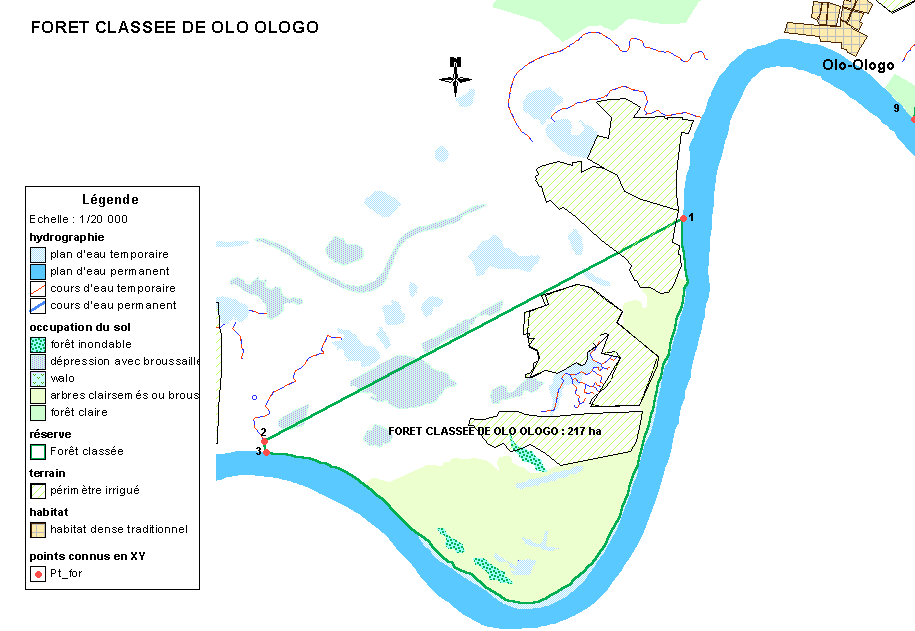 FORET CLASSEE DE OLO OLOGO
N
Olo-Ologo
9
1
Légende
Echelle : 1/20 000
hydrographie
plan d'eau temporaire
plan d'eau permanent
cours d'eau temporaire
cours d'eau permanent
occupation du sol
forêt inondable
dépression avec broussaille
walo
arbres clairsemés ou brous
forêt claire
réserve
Forêt classée
terrain
périmètre irrigué
habitat
habitat dense traditionnel
points connus en XY
Pt_for
2
3
FORET CLASSEE DE OLO OLOGO : 217 ha